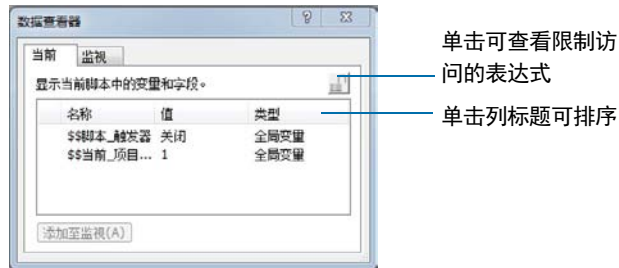 数据查看器
当前 监视
显示当前脚本中的变量和字段。
名称 值 类型
$$脚本_触发器 关闭 全局变量
$$当前_项目... 1 全局变量
添加至监视(A)
单击可查看限制访
问的表达式
单击列标题可排序